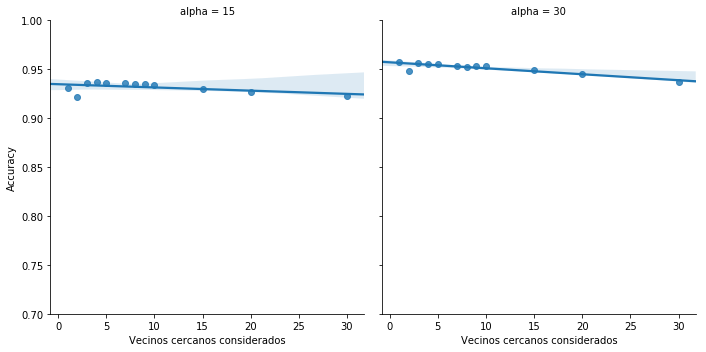 alpha = 15
alpha = 30
1.00
0.95
0.90
0.85
0.80
0.75
0.70
Accuracy
0 5 10 15 20 25 30
0 5 10 15 20 25 30
Vecinos cercanos considerados
Vecinos cercanos considerados